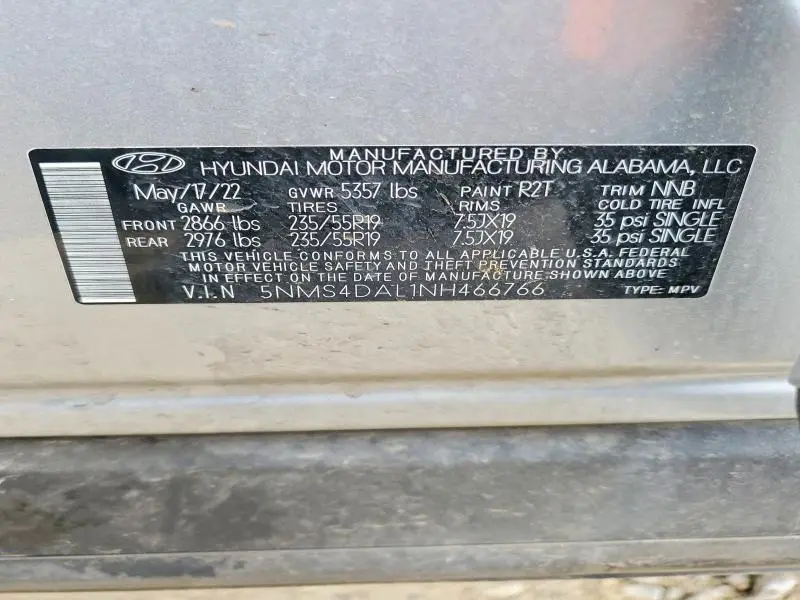 MANUFACTURED BY
HYUNDAI MOTOR MANUFACTURING ALABAMA, LLC
May/17/22 GVWR 5357 lbs PAINT R2T TRIM NNB
GAWR TIRES RIMS COLD TIRE INFL
FRONT 2866 lbs 235/55R19 7.5JX19 35 psi SINGLE
REAR 2976 lbs 235/55R19 7.5JX19 35 psi SINGLE
THIS VEHICLE CONFORMS TO ALL APPLICABLE U.S.A. FEDERAL
MOTOR VEHICLE SAFETY AND THEFT PREVENTION STANDARDS
IN EFFECT ON THE DATE OF MANUFACTURE SHOWN ABOVE.
V.I.N 5NMS4DAL1NH466766 TYPE: MPV